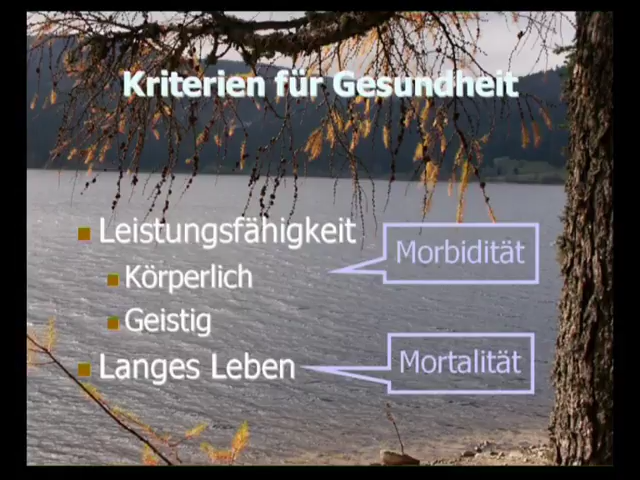 Kriterien für Gesundheit
Leistungsfähigkeit
Morbidität
Körperlich
Geistig
Langes Leben
Mortalität